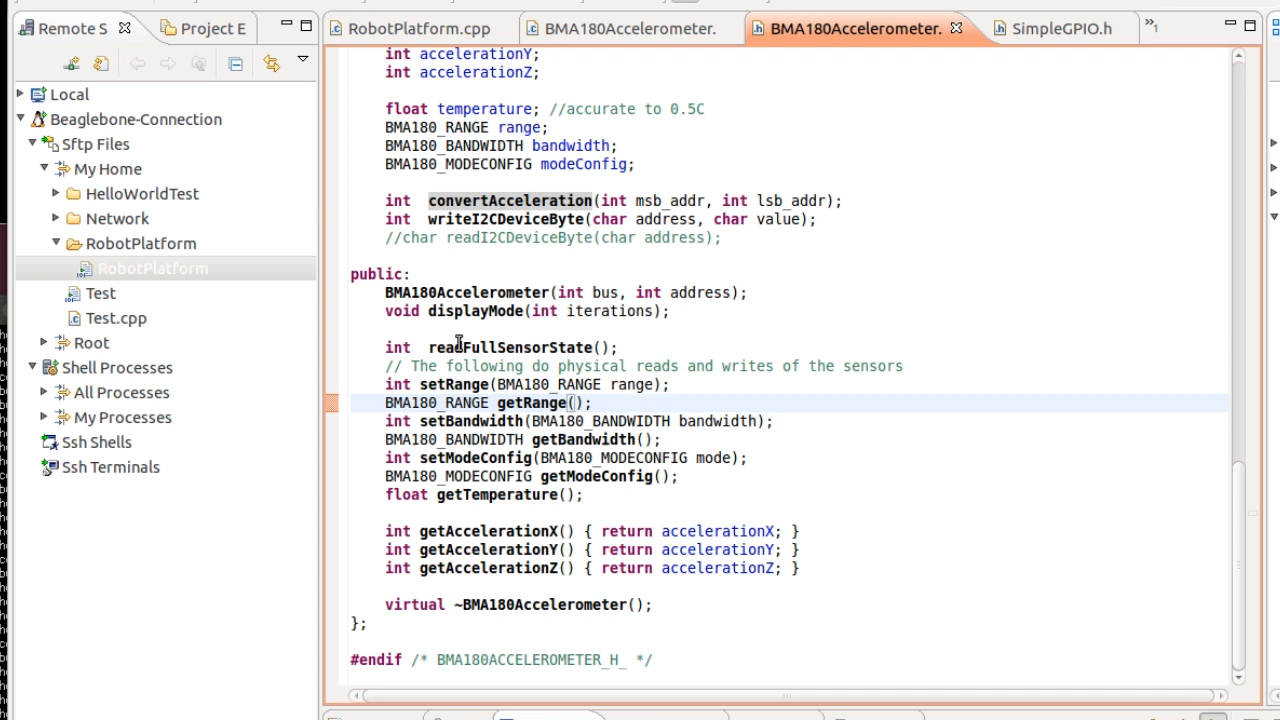 Remote S
Project E
RobotPlatform.cpp
BMA180Accelerometer.
BMA180Accelerometer.
SimpleGPIO.h
»1
Local
Beaglebone-Connection
Sftp Files
My Home
HelloWorldTest
Network
RobotPlatform
RobotPlatform
Test
Test.cpp
Root
Shell Processes
All Processes
My Processes
Ssh Shells
Ssh Terminals
int accelerationY;
int accelerationZ;
float temperature; //accurate to 0.5C
BMA180_RANGE range;
BMA180_BANDWIDTH bandwidth;
BMA180_MODECONFIG modeConfig;
int  convertAcceleration(int msb_addr, int lsb_addr);
int  writeI2CDeviceByte(char address, char value);
//char readI2CDeviceByte(char address);
public:
BMA180Accelerometer(int bus, int address);
void displayMode(int iterations);
int  readFullSensorState();
// The following do physical reads and writes of the sensors
int setRange(BMA180_RANGE range);
BMA180_RANGE getRange();
int setBandwidth(BMA180_BANDWIDTH bandwidth);
BMA180_BANDWIDTH getBandwidth();
int setModeConfig(BMA180_MODECONFIG mode);
BMA180_MODECONFIG getModeConfig();
float getTemperature();
int getAccelerationX() { return accelerationX; }
int getAccelerationY() { return accelerationY; }
int getAccelerationZ() { return accelerationZ; }
virtual ~BMA180Accelerometer();
};
#endif /* BMA180ACCELEROMETER_H_ */